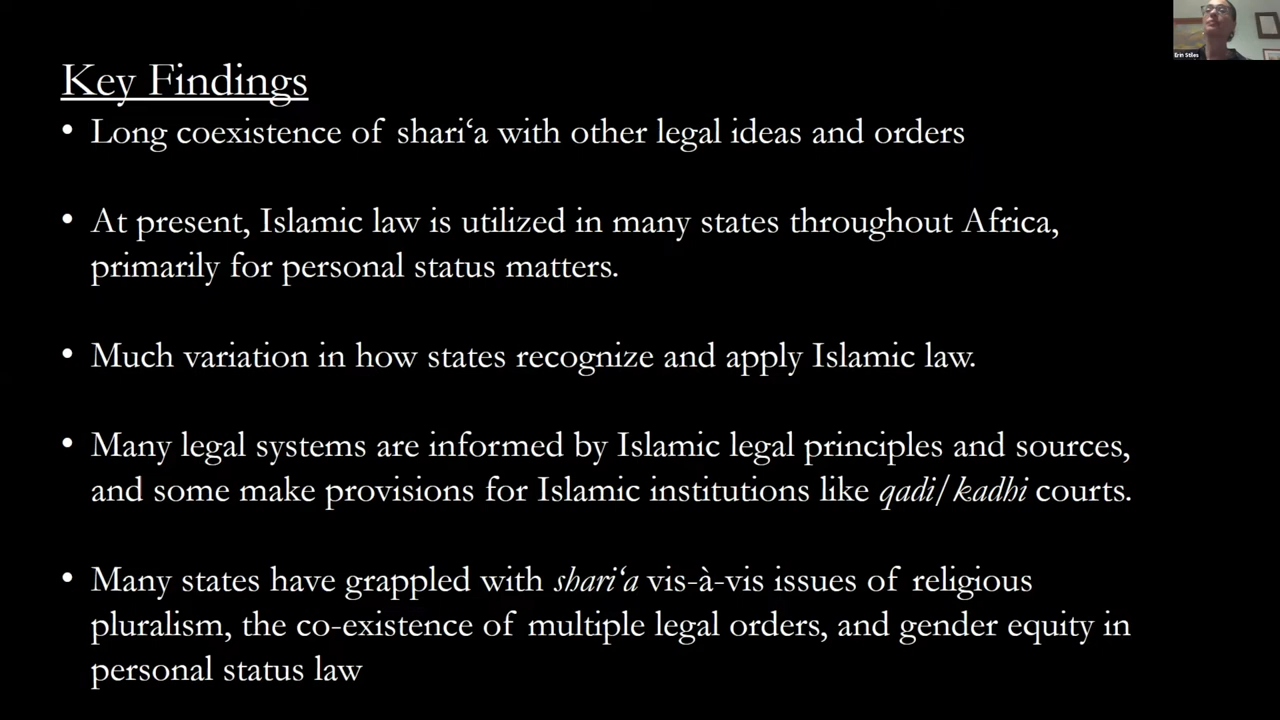 Key Findings
• Long coexistence of shari‘a with other legal ideas and orders
• At present, Islamic law is utilized in many states throughout Africa,
primarily for personal status matters.
• Much variation in how states recognize and apply Islamic law.
• Many legal systems are informed by Islamic legal principles and sources,
and some make provisions for Islamic institutions like qadi/kadhi courts.
• Many states have grappled with shari‘a vis-à-vis issues of religious
pluralism, the co-existence of multiple legal orders, and gender equity in
personal status law
Erin Stiles